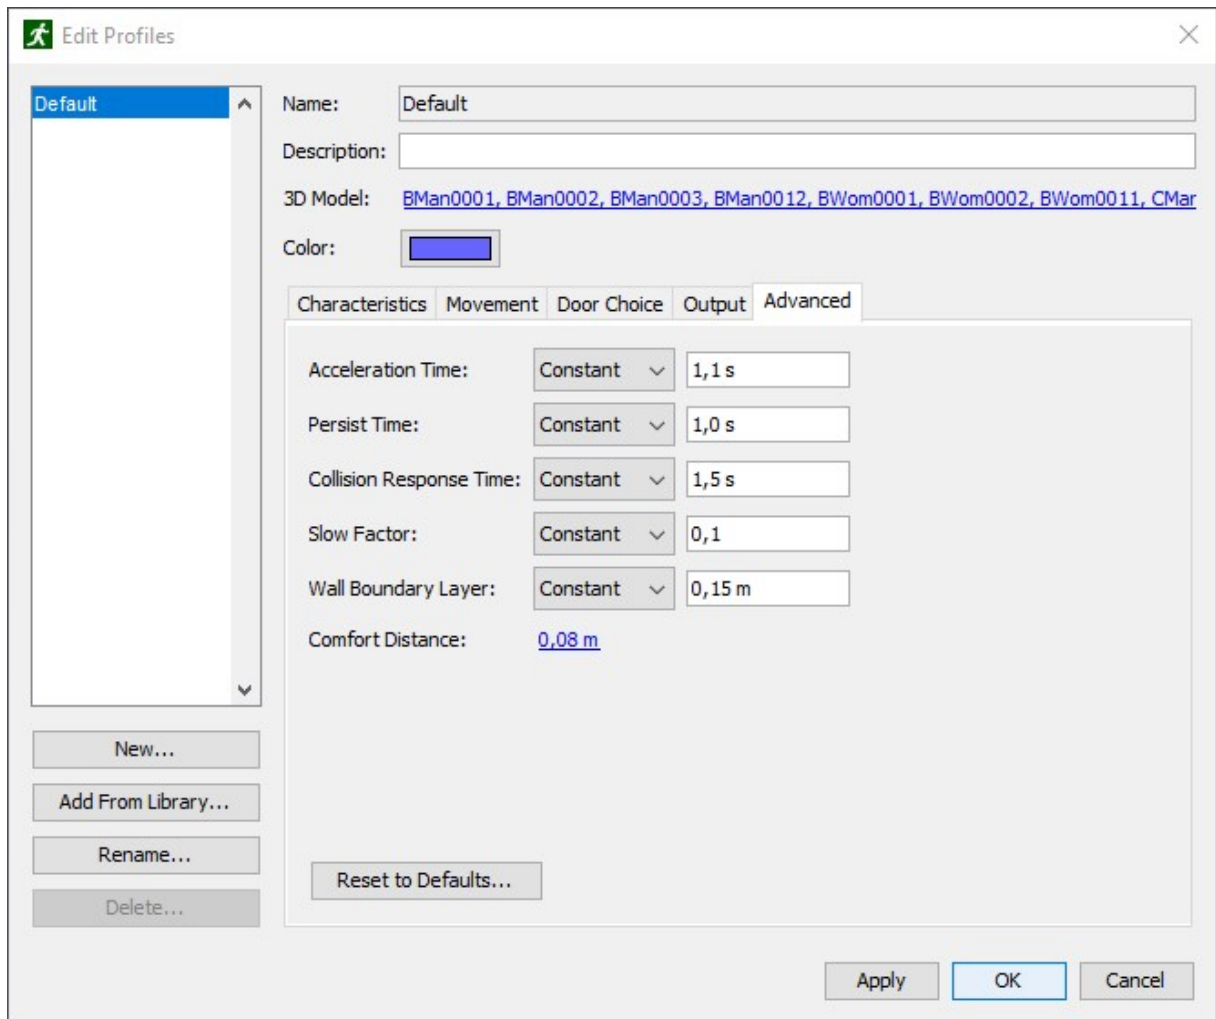 Edit Profiles
Default
Name: Default
Description:
3D Model: BMan0001, BMan0002, BMan0003, BMan0012, BWom0001, BWom0002, BWom0011, CMar
Color:
Characteristics Movement Door Choice Output Advanced
Acceleration Time: Constant 1,1 s
Persist Time: Constant 1,0 s
Collision Response Time: Constant 1,5 s
Slow Factor: Constant 0,1
Wall Boundary Layer: Constant 0,15 m
Comfort Distance: 0,08 m
New...
Add From Library...
Rename...
Delete...
Reset to Defaults...
Apply OK Cancel